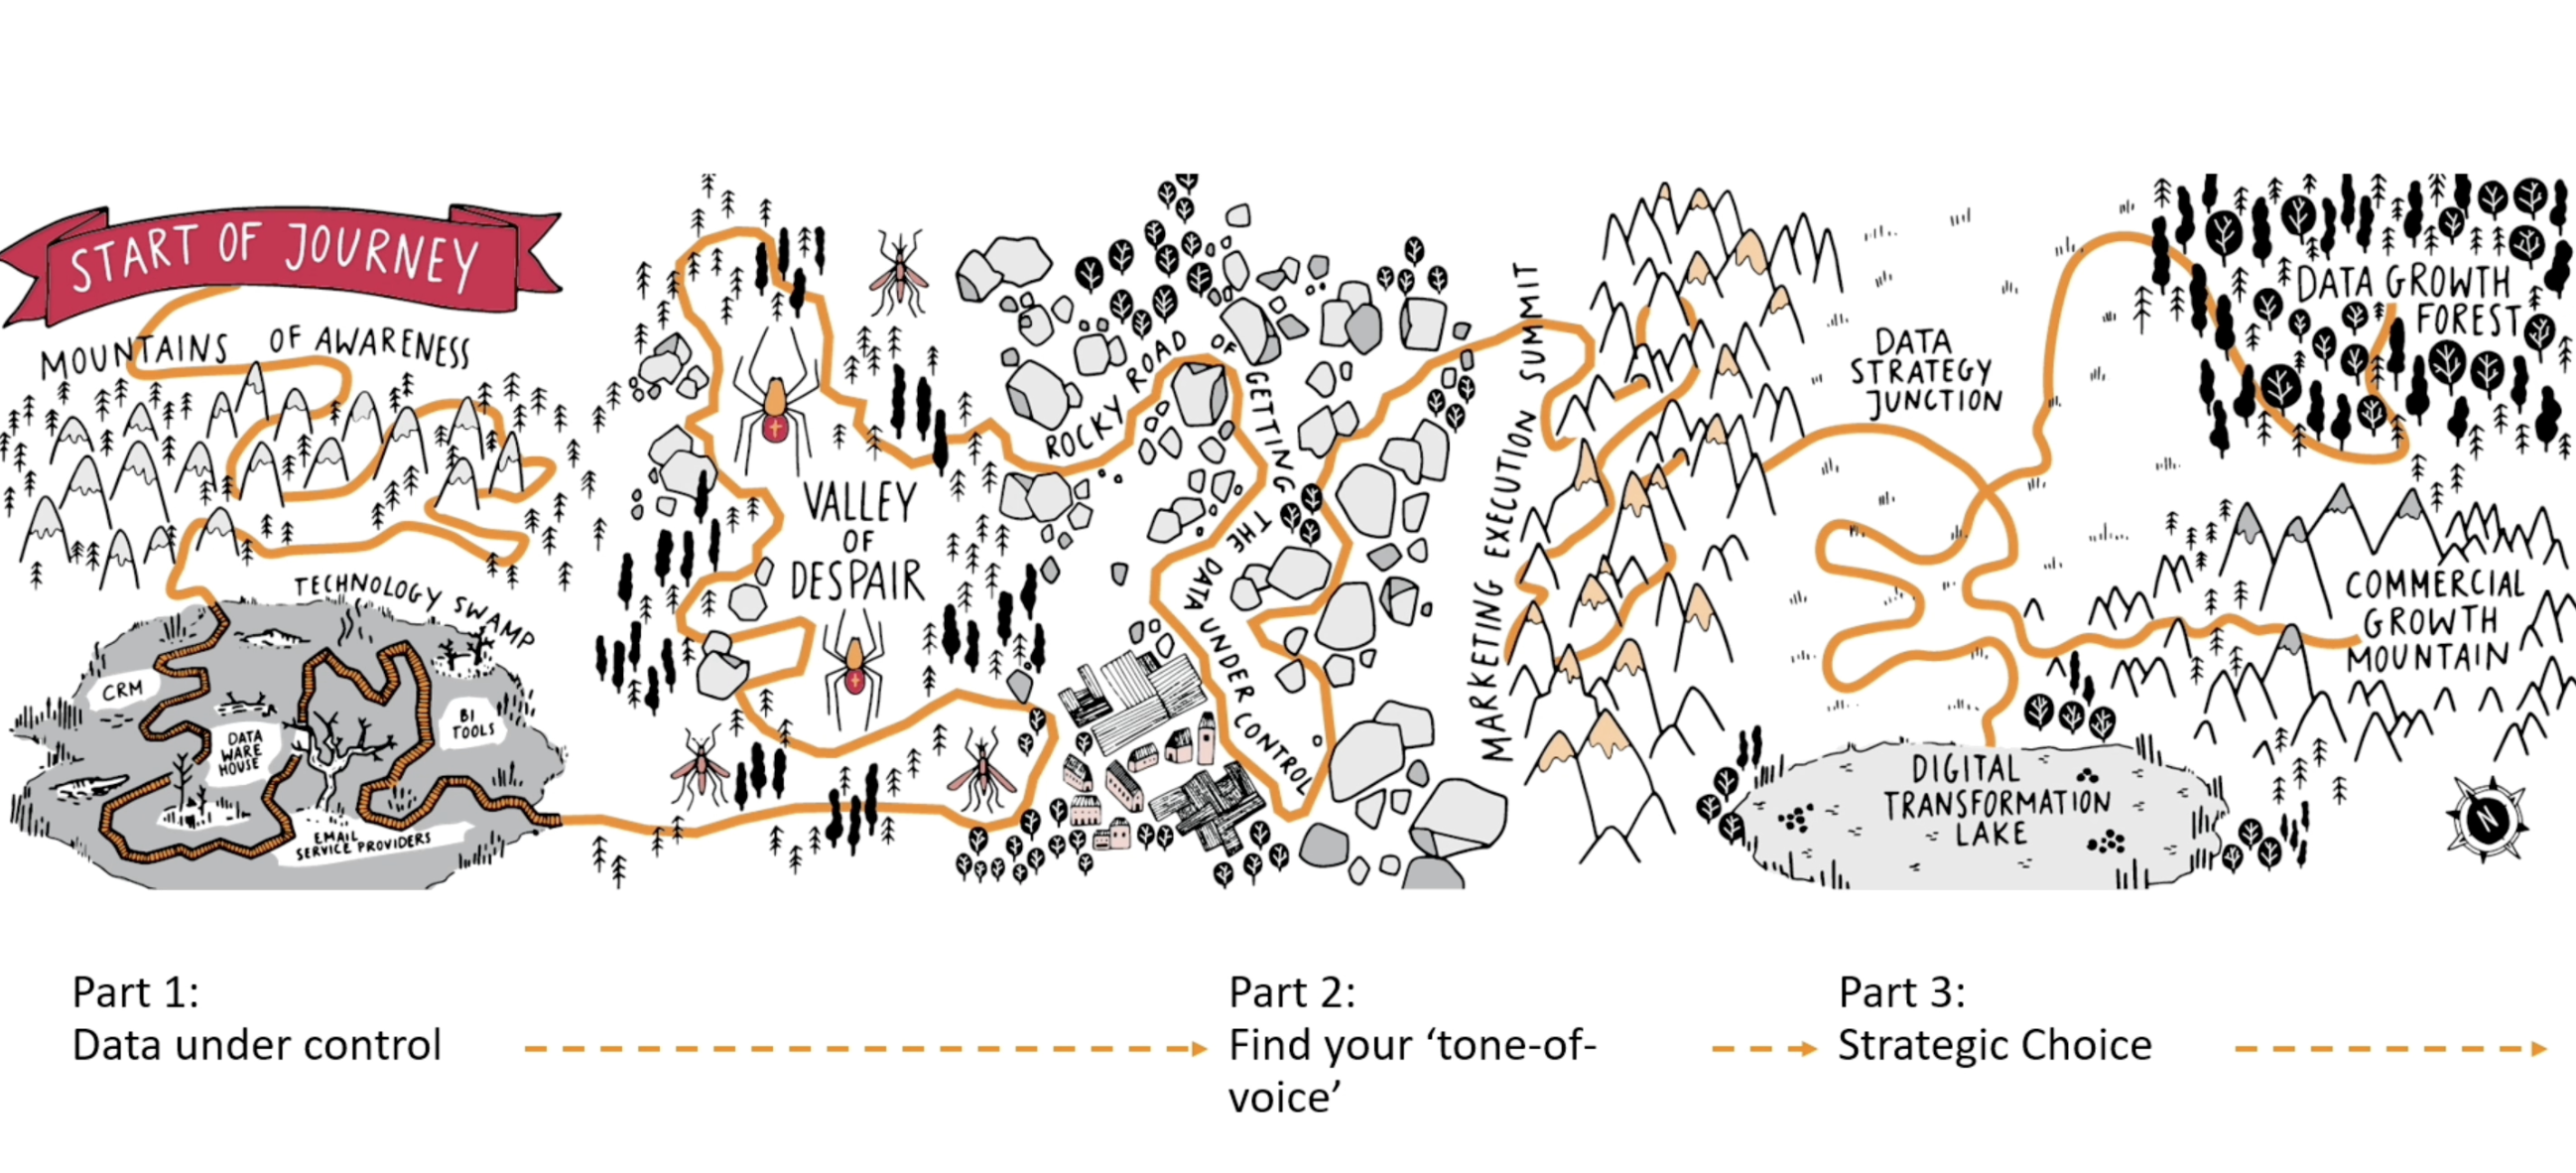 START OF JOURNEY
MOUNTAINS OF AWARENESS
TECHNOLOGY SWAMP
CRM
DATA
WARE
HOUSE
BI
TOOLS
EMAIL
SERVICE PROVIDERS
VALLEY
OF
DESPAIR
ROCKY ROAD OF GETTING THE DATA UNDER CONTROL
MARKETING EXECUTION SUMMIT
DATA
STRATEGY
JUNCTION
DATA GROWTH
FOREST
COMMERCIAL
GROWTH
MOUNTAIN
DIGITAL
TRANSFORMATION
LAKE
N
Part 1:
Data under control
Part 2:
Find your ‘tone-of-
voice’
Part 3:
Strategic Choice